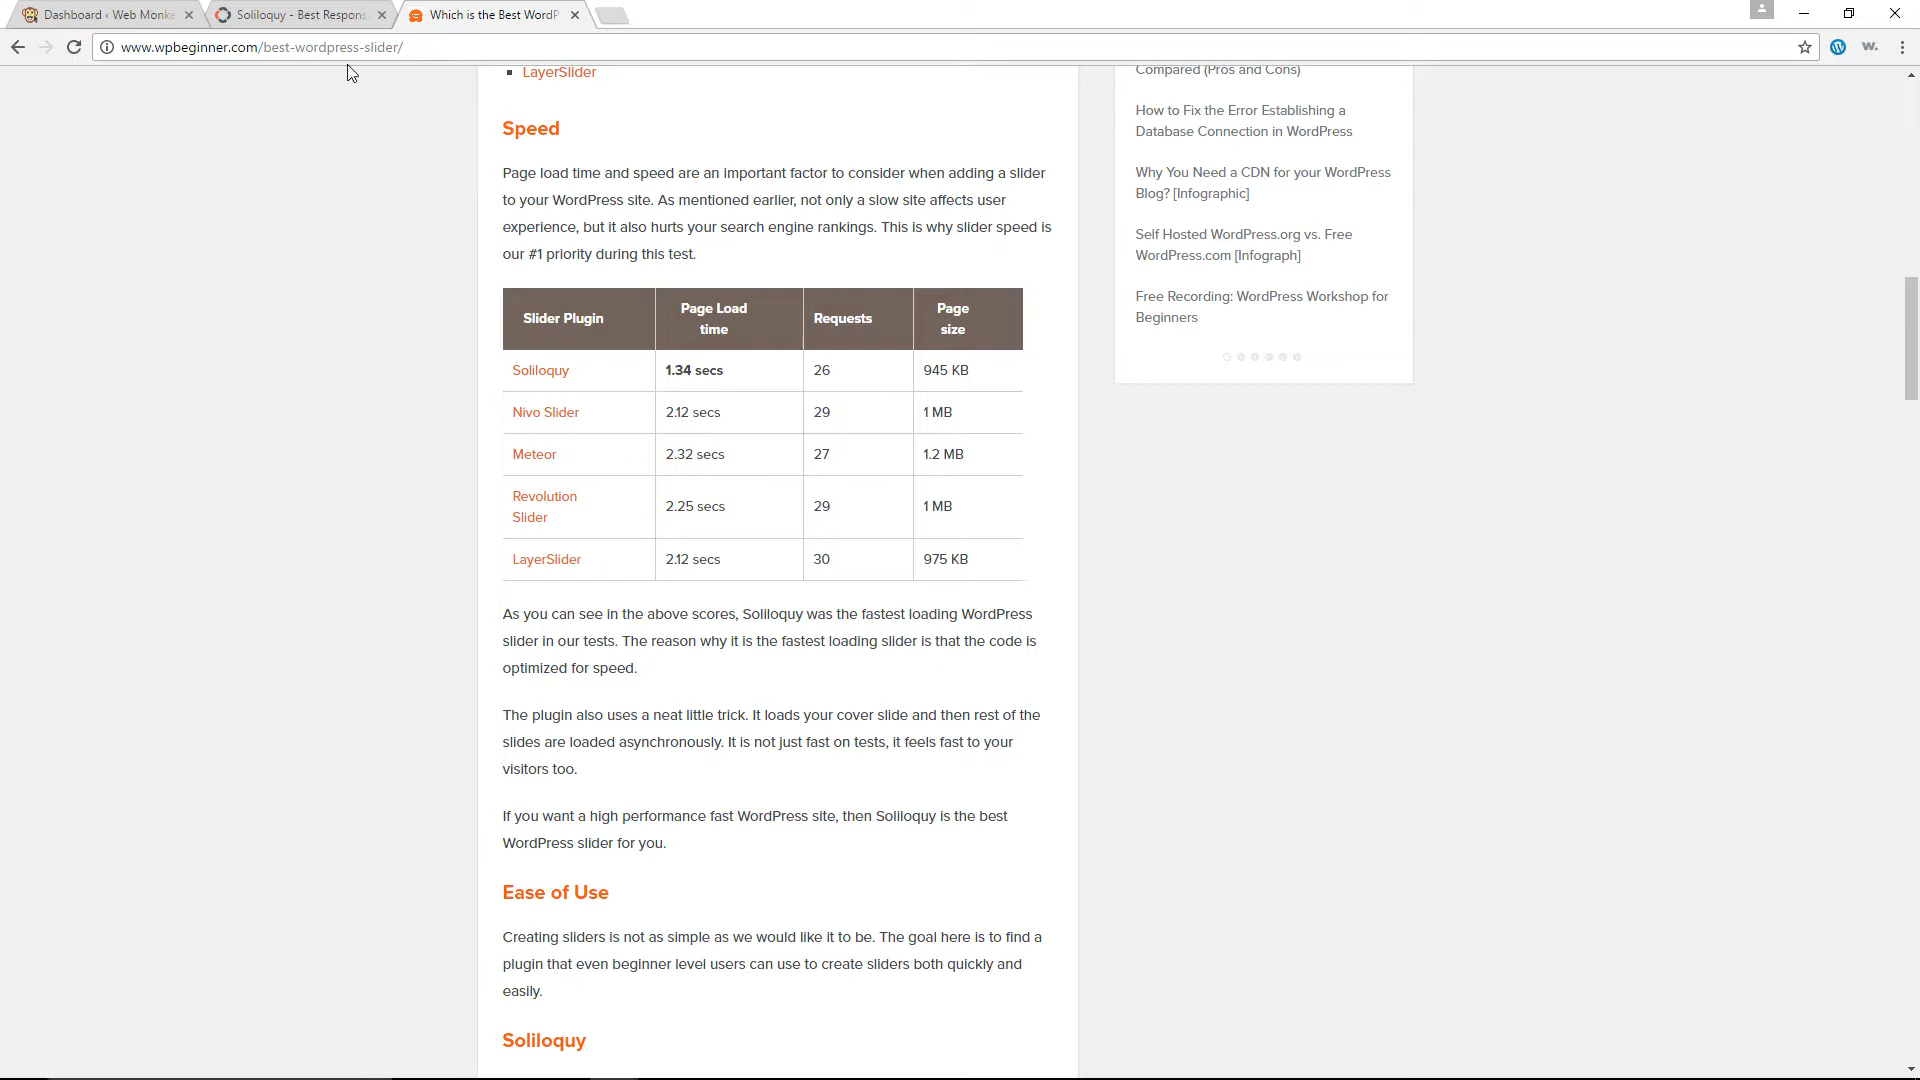 Dashboard ‹ Web Monke
Soliloquy - Best Respons
Which is the Best WordP
www.wpbeginner.com/best-wordpress-slider/
LayerSlider
Speed
Page load time and speed are an important factor to consider when adding a slider
to your WordPress site. As mentioned earlier, not only a slow site affects user
experience, but it also hurts your search engine rankings. This is why slider speed is
our #1 priority during this test.
Slider Plugin
Page Load
time
Requests
Page
size
Soliloquy 1.34 secs 26 945 KB
Nivo Slider 2.12 secs 29 1 MB
Meteor 2.32 secs 27 1.2 MB
Revolution
Slider
2.25 secs 29 1 MB
LayerSlider 2.12 secs 30 975 KB
As you can see in the above scores, Soliloquy was the fastest loading WordPress
slider in our tests. The reason why it is the fastest loading slider is that the code is
optimized for speed.
The plugin also uses a neat little trick. It loads your cover slide and then rest of the
slides are loaded asynchronously. It is not just fast on tests, it feels fast to your
visitors too.
If you want a high performance fast WordPress site, then Soliloquy is the best
WordPress slider for you.
Ease of Use
Creating sliders is not as simple as we would like it to be. The goal here is to find a
plugin that even beginner level users can use to create sliders both quickly and
easily.
Soliloquy
Compared (Pros and Cons)
How to Fix the Error Establishing a
Database Connection in WordPress
Why You Need a CDN for your WordPress
Blog? [Infographic]
Self Hosted WordPress.org vs. Free
WordPress.com [Infograph]
Free Recording: WordPress Workshop for
Beginners